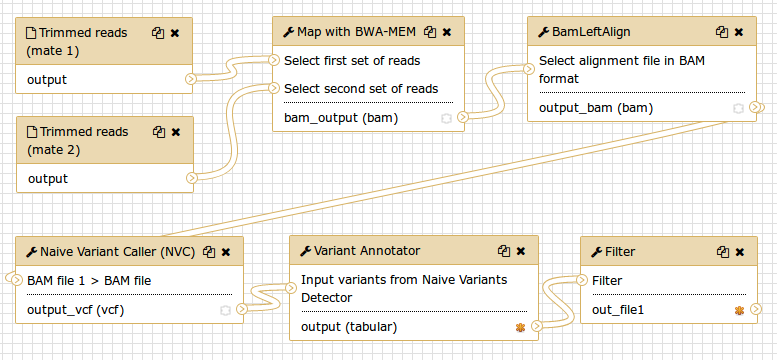 Trimmed reads
(mate 1)
output
Map with BWA-MEM
Select first set of reads
Select second set of reads
bam_output (bam)
BamLeftAlign
Select alignment file in BAM
format
output_bam (bam)
Trimmed reads
(mate 2)
output
Naive Variant Caller (NVC)
BAM file 1 > BAM file
output_vcf (vcf)
Variant Annotator
Input variants from Naive Variants
Detector
output (tabular)
Filter
Filter
out_file1